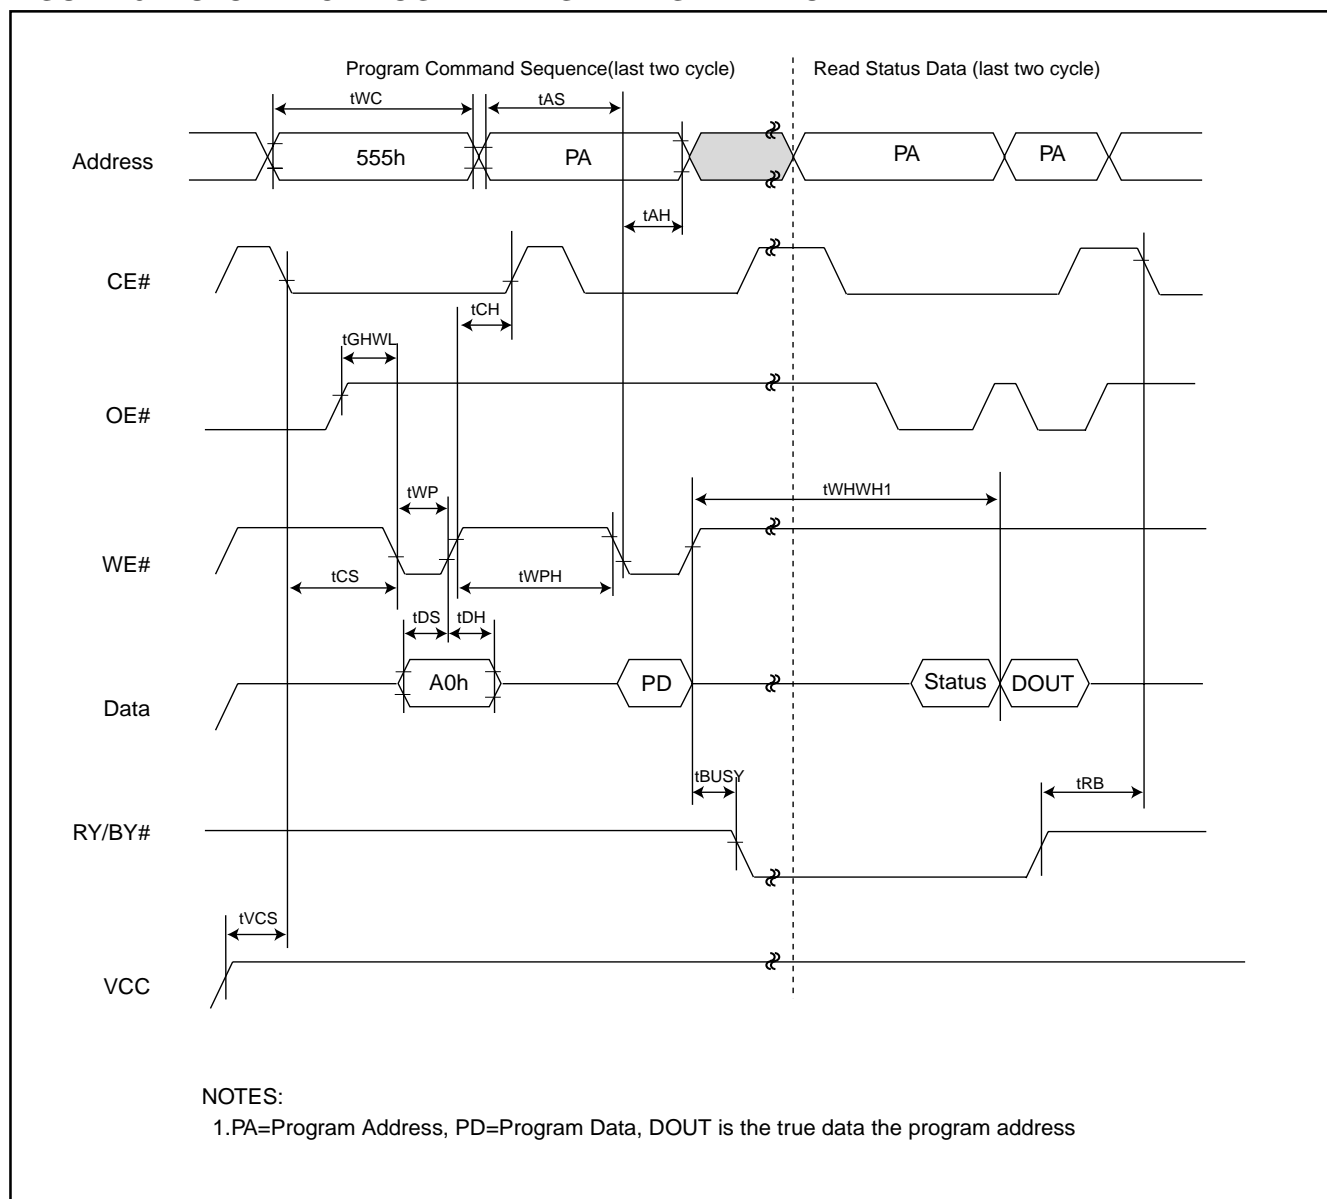 Program Command Sequence(last two cycle) Read Status Data (last two cycle)
tWC tAS
Address 555h PA PA PA
tAH
CE#
tCH
tGHWL
OE#
tWP tWHWH1
WE#
tCS tWPH
tDS tDH
Data A0h PD Status DOUT
tBUSY tRB
RY/BY#
tVCS
VCC
NOTES:
1.PA=Program Address, PD=Program Data, DOUT is the true data the program address